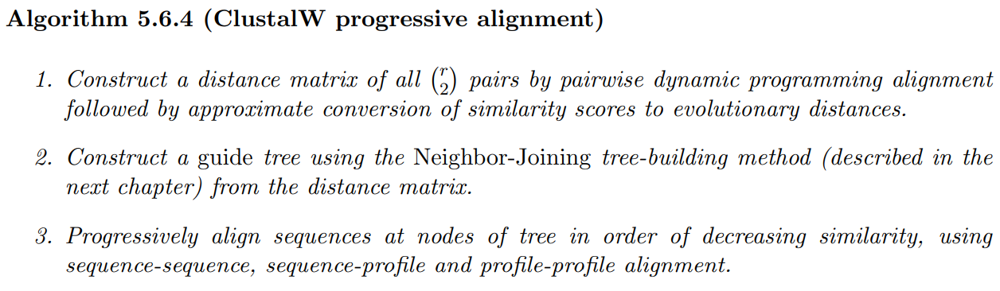 Algorithm 5.6.4 (ClustalW progressive alignment)
1. Construct a distance matrix of all $\binom{r}{2}$ pairs by pairwise dynamic programming alignment
followed by approximate conversion of similarity scores to evolutionary distances.
2. Construct a guide tree using the Neighbor-Joining tree-building method (described in the
next chapter) from the distance matrix.
3. Progressively align sequences at nodes of tree in order of decreasing similarity, using
sequence-sequence, sequence-profile and profile-profile alignment.